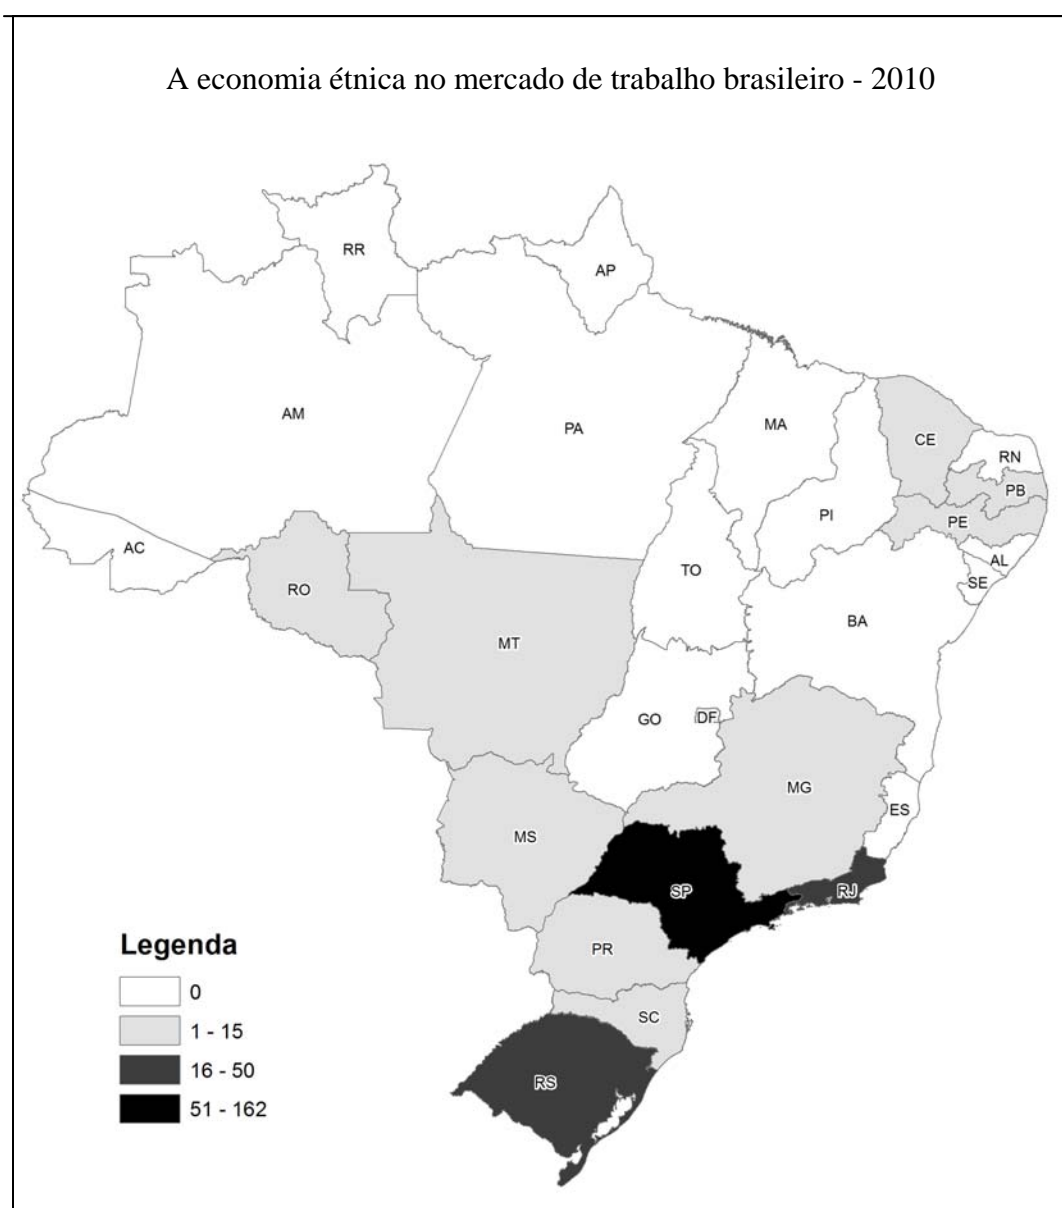 A economia étnica no mercado de trabalho brasileiro - 2010
RR
AP
AM
PA
MA
CE
RN
PB
PE
PI
AL
SE
AC
RO
TO
BA
MT
GO
DF
MG
ES
MS
SP
RJ
PR
SC
RS
Legenda
0
1 - 15
16 - 50
51 - 162